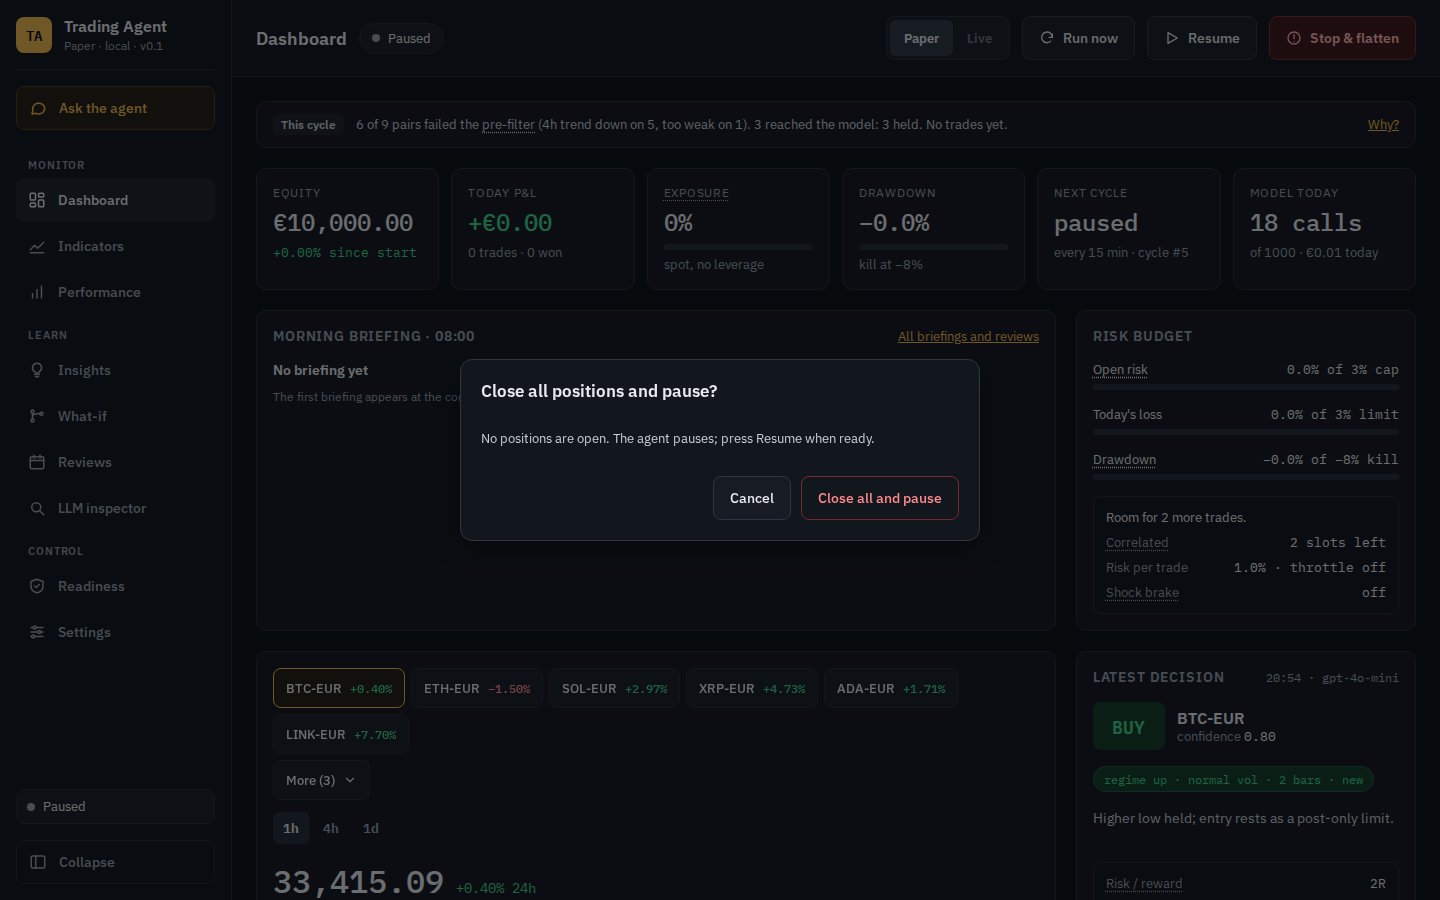 TA
Trading Agent
Paper · local · v0.1
Ask the agent
MONITOR
Dashboard
Indicators
Performance
LEARN
Insights
What-if
Reviews
LLM inspector
CONTROL
Readiness
Settings
Paused
Collapse
Dashboard
Paused
Paper
Live
Run now
Resume
Stop & flatten
This cycle
6 of 9 pairs failed the pre-filter (4h trend down on 5, too weak on 1). 3 reached the model: 3 held. No trades yet.
Why?
EQUITY
€10,000.00
+0.00% since start
TODAY P&L
+€0.00
0 trades · 0 won
EXPOSURE
0%
spot, no leverage
DRAWDOWN
−0.0%
kill at −8%
NEXT CYCLE
paused
every 15 min · cycle #5
MODEL TODAY
18 calls
of 1000 · €0.01 today
MORNING BRIEFING · 08:00
All briefings and reviews
No briefing yet
The first briefing appears at the
Close all positions and pause?
No positions are open. The agent pauses; press Resume when ready.
Cancel
Close all and pause
RISK BUDGET
Open risk
0.0% of 3% cap
Today's loss
0.0% of 3% limit
Drawdown
−0.0% of −8% kill
Room for 2 more trades.
Correlated
2 slots left
Risk per trade
1.0% · throttle off
Shock brake
off
BTC-EUR +0.40%
ETH-EUR −1.50%
SOL-EUR +2.97%
XRP-EUR +4.73%
ADA-EUR +1.71%
LINK-EUR +7.70%
More (3)
1h
4h
1d
33,415.09
+0.40% 24h
LATEST DECISION
20:54 · gpt-4o-mini
BUY
BTC-EUR
confidence 0.80
regime up · normal vol · 2 bars · new
Higher low held; entry rests as a post-only limit.
Risk / reward
2R